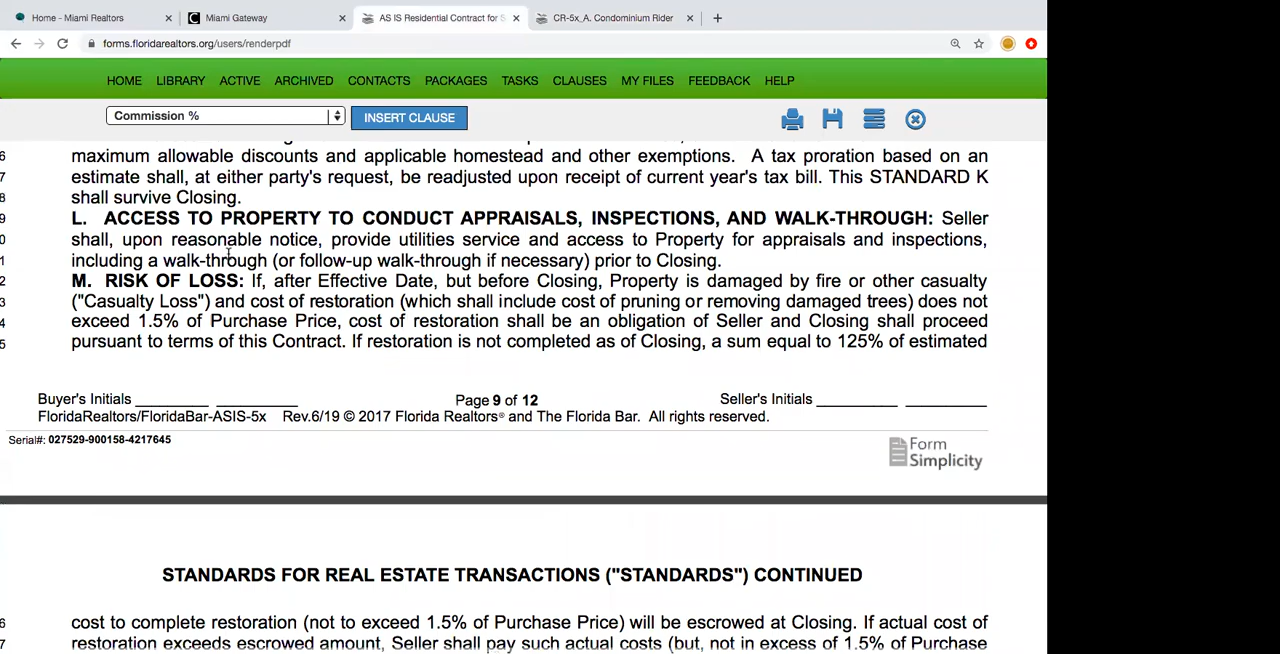 Home - Miami Realtors
Miami Gateway
AS IS Residential Contract for S
CR-5x_A. Condominium Rider
forms.floridarealtors.org/users/renderpdf
HOME LIBRARY ACTIVE ARCHIVED CONTACTS PACKAGES TASKS CLAUSES MY FILES FEEDBACK HELP
Commission % INSERT CLAUSE
6 maximum allowable discounts and applicable homestead and other exemptions. A tax proration based on an
7 estimate shall, at either party's request, be readjusted upon receipt of current year's tax bill. This STANDARD K
8 shall survive Closing.
9 L. ACCESS TO PROPERTY TO CONDUCT APPRAISALS, INSPECTIONS, AND WALK-THROUGH: Seller
0 shall, upon reasonable notice, provide utilities service and access to Property for appraisals and inspections,
1 including a walk-through (or follow-up walk-through if necessary) prior to Closing.
2 M. RISK OF LOSS: If, after Effective Date, but before Closing, Property is damaged by fire or other casualty
3 ("Casualty Loss") and cost of restoration (which shall include cost of pruning or removing damaged trees) does not
4 exceed 1.5% of Purchase Price, cost of restoration shall be an obligation of Seller and Closing shall proceed
5 pursuant to terms of this Contract. If restoration is not completed as of Closing, a sum equal to 125% of estimated
Buyer's Initials Page 9 of 12 Seller's Initials
FloridaRealtors/FloridaBar-ASIS-5x Rev.6/19 © 2017 Florida Realtors® and The Florida Bar. All rights reserved.
Serial#: 027529-900158-4217645
Form
Simplicity
STANDARDS FOR REAL ESTATE TRANSACTIONS ("STANDARDS") CONTINUED
6 cost to complete restoration (not to exceed 1.5% of Purchase Price) will be escrowed at Closing. If actual cost of
7 restoration exceeds escrowed amount, Seller shall pay such actual costs (but, not in excess of 1.5% of Purchase